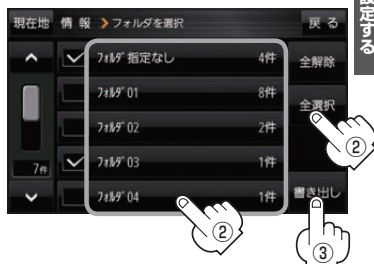 現在地 情 報 > フォルダを選択 戻 る
設定する
フォルダ 指定なし 4件 全解除
フォルダ 01 8件
全選択
フォルダ 02 2件
②
フォルダ 03 1件
7件
フォルダ 04 1件 書き出し
②
③